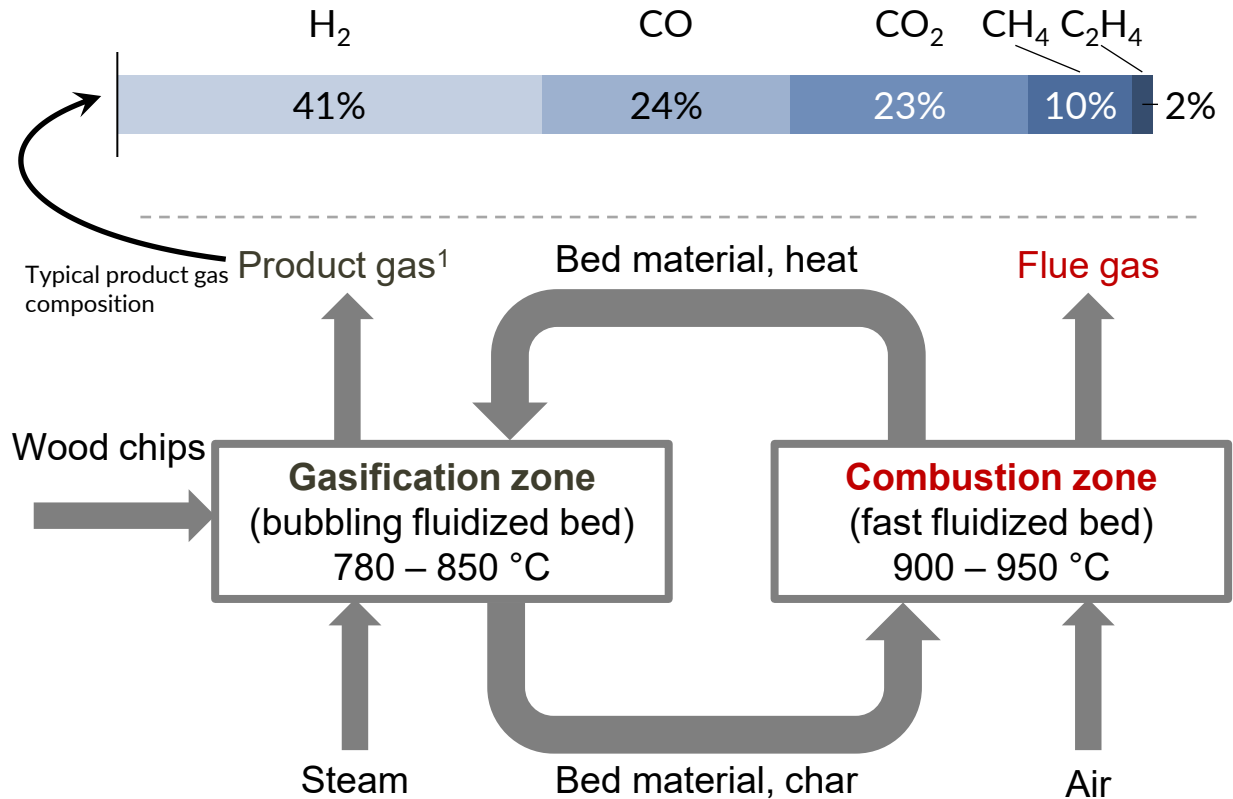 H₂ CO CO₂ CH₄ C₂H₄
41% 24% 23% 10% 2%
Typical product gas
composition
Product gas¹
Bed material, heat
Flue gas
Wood chips
Gasification zone
(bubbling fluidized bed)
780 – 850 °C
Combustion zone
(fast fluidized bed)
900 – 950 °C
Steam
Bed material, char
Air